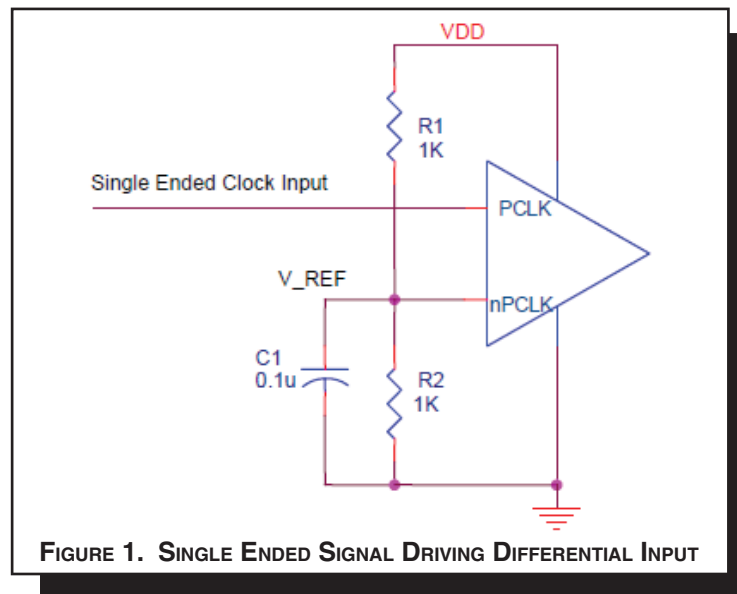 VDD
R1
1K
Single Ended Clock Input
PCLK
V_REF
nPCLK
C1
0.1u
R2
1K
FIGURE 1. SINGLE ENDED SIGNAL DRIVING DIFFERENTIAL INPUT